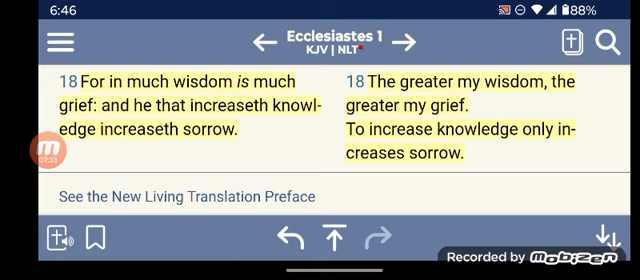 6:46
88%
Ecclesiastes 1
KJV | NLT
18 For in much wisdom is much
grief: and he that increaseth knowl-
edge increaseth sorrow.
18 The greater my wisdom, the
greater my grief.
To increase knowledge only in-
creases sorrow.
07:33
See the New Living Translation Preface
Recorded by Mobizen